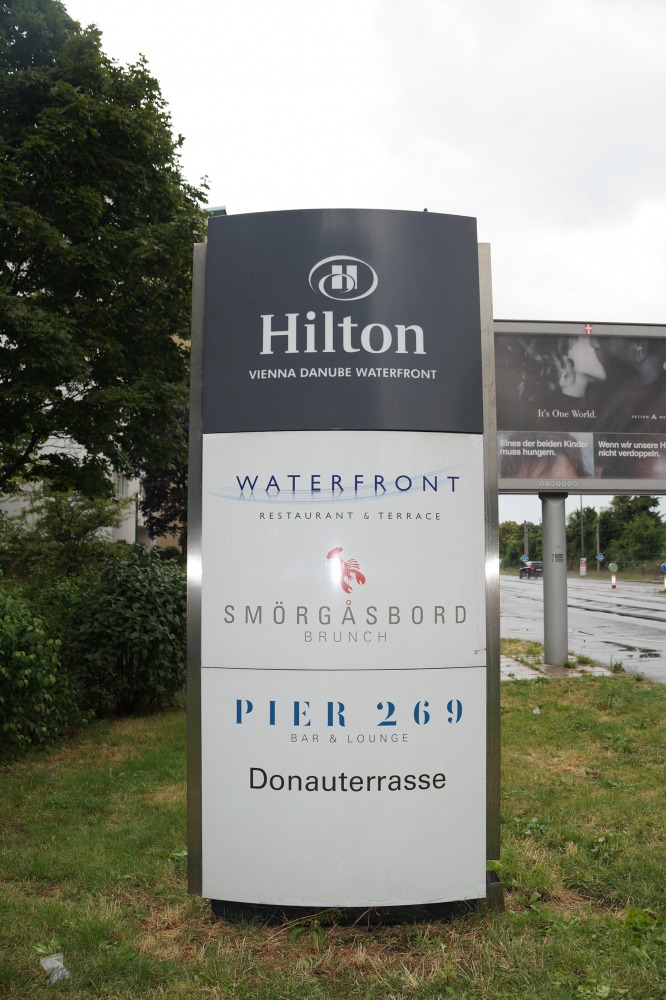 H
Hilton
VIENNA DANUBE WATERFRONT
WATERFRONT
RESTAURANT & TERRACE
SMÖRGÅSBORD
BRUNCH
PIER 269
BAR & LOUNGE
Donauterrasse
It's One World.
Eines der beiden Kinder
muss hungern.
Wenn wir unsere
nicht verdoppeln.